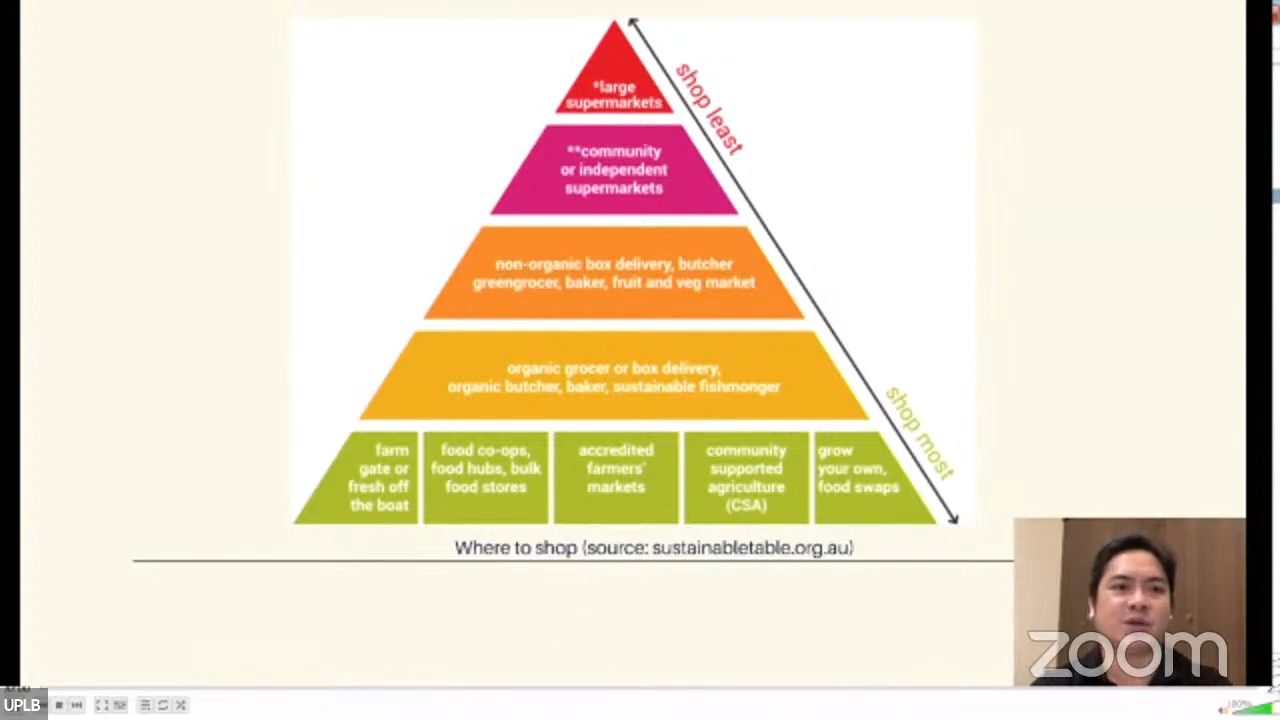 *large
supermarkets
shop least
**community
or independent
supermarkets
non-organic box delivery, butcher
greengrocer, baker, fruit and veg market
organic grocer or box delivery,
organic butcher, baker, sustainable fishmonger
shop most
farm
gate or
fresh off
the boat
food co-ops,
food hubs, bulk
food stores
accredited
farmers'
markets
community
supported
agriculture
(CSA)
grow
your own,
food swaps
Where to shop (source: sustainabletable.org.au)
zoom
UPLB